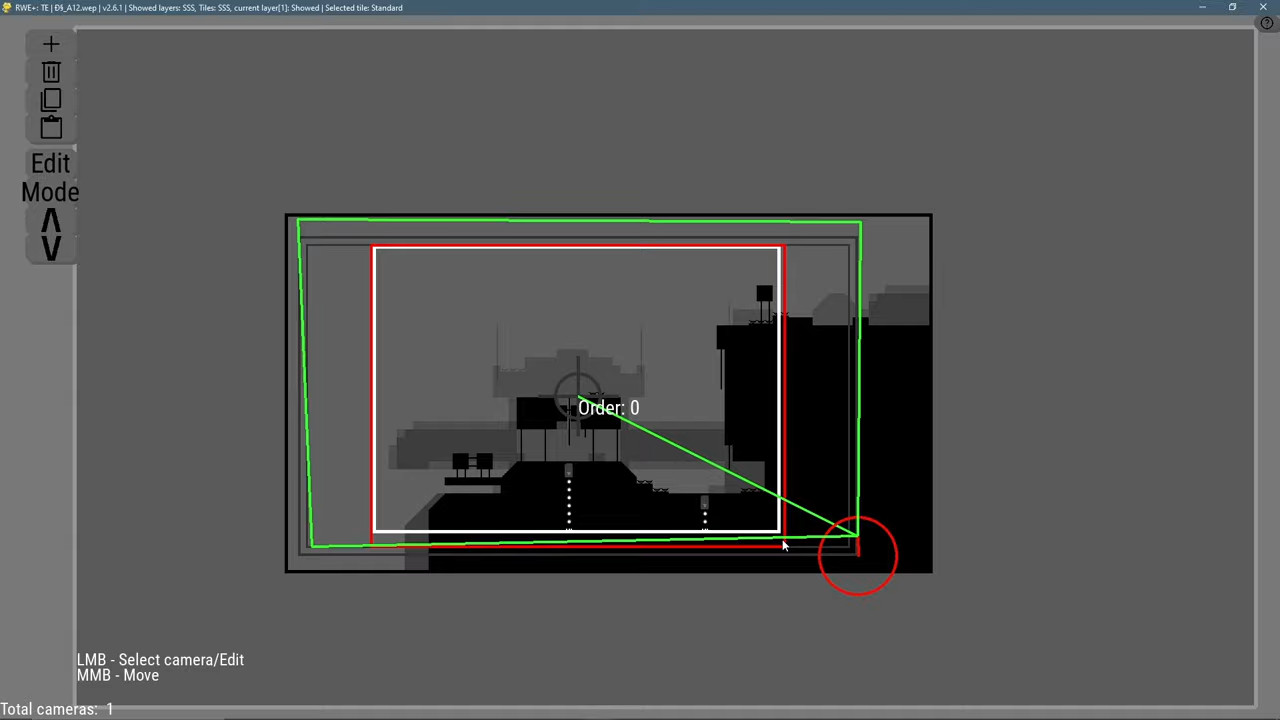 RWE+: TE | Ð§_A12.wep | v2.6.1 | Showed layers: SSS, Tiles: SSS, current layer[1]: Showed | Selected tile: Standard
Edit
Mode
Order: 0
LMB - Select camera/Edit
MMB - Move
Total cameras: 1